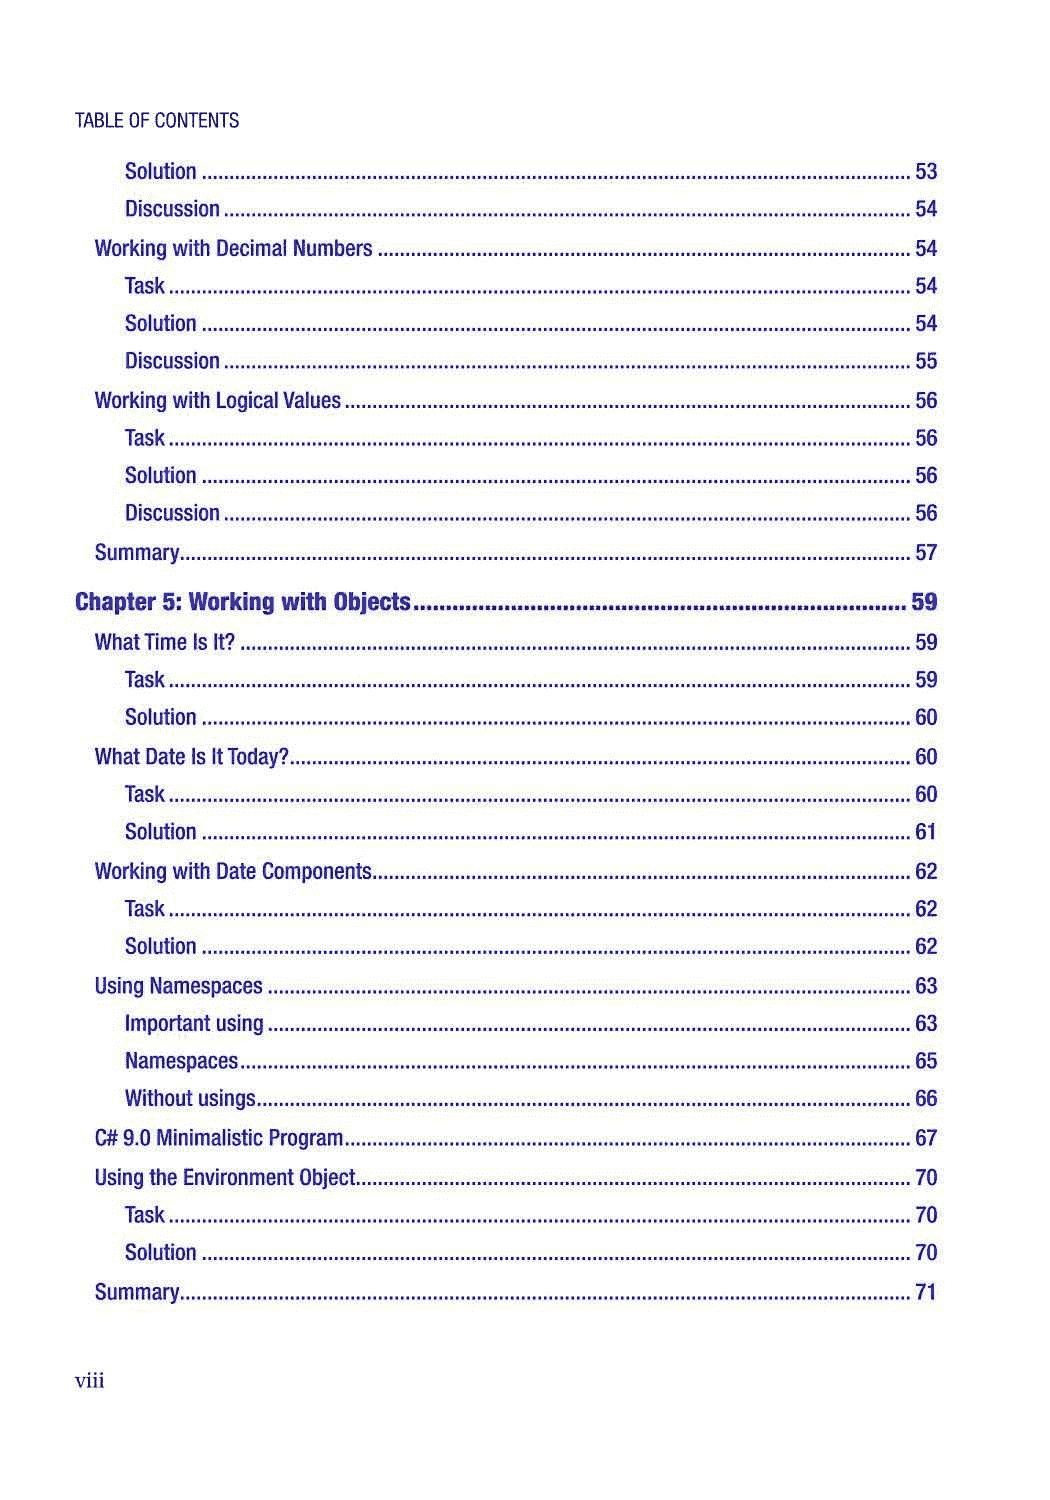 TABLE OF CONTENTS
Solution ........ 53
Discussion ........ 54
Working with Decimal Numbers ........ 54
Task ........ 54
Solution ........ 54
Discussion ........ 55
Working with Logical Values ........ 56
Task ........ 56
Solution ........ 56
Discussion ........ 56
Summary ........ 57
Chapter 5: Working with Objects ........ 59
What Time Is It? ........ 59
Task ........ 59
Solution ........ 60
What Date Is It Today? ........ 60
Task ........ 60
Solution ........ 61
Working with Date Components ........ 62
Task ........ 62
Solution ........ 62
Using Namespaces ........ 63
Important using ........ 63
Namespaces ........ 65
Without usings ........ 66
C# 9.0 Minimalistic Program ........ 67
Using the Environment Object ........ 70
Task ........ 70
Solution ........ 70
Summary ........ 71
viii